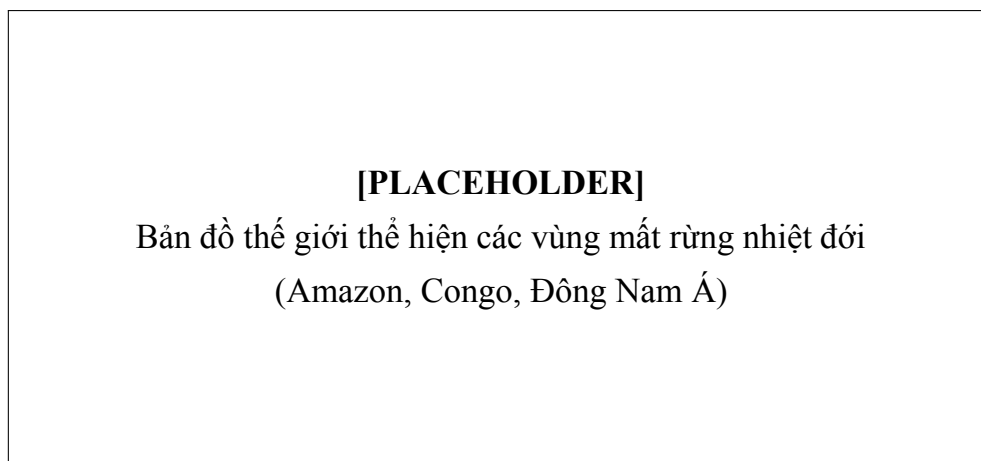 [PLACEHOLDER]
Bản đồ thế giới thể hiện các vùng mất rừng nhiệt đới
(Amazon, Congo, Đông Nam Á)